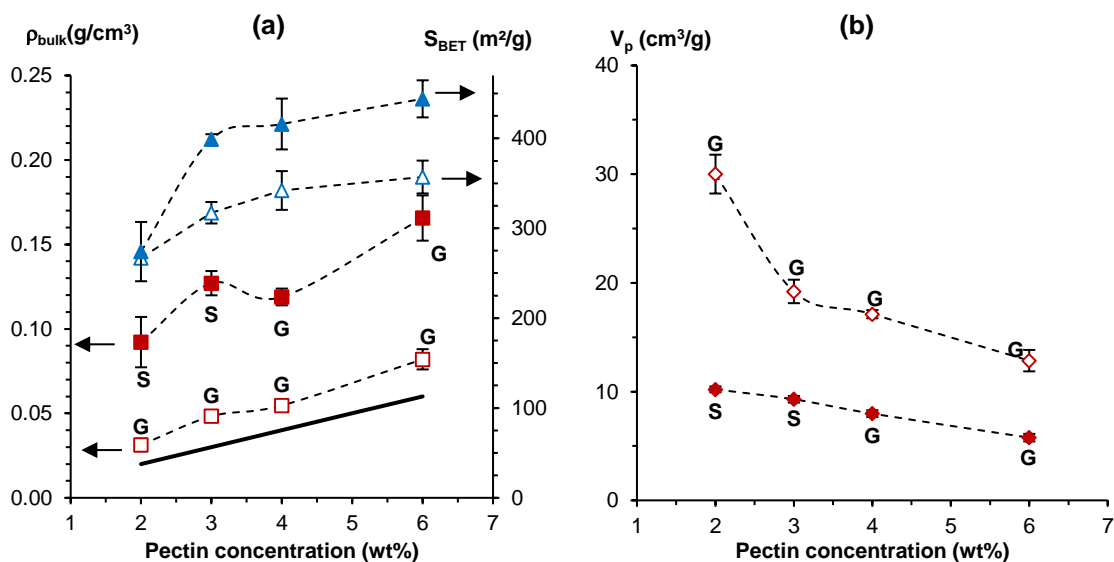 (a)
ρbulk(g/cm³)
SBET (m²/g)
0.25
0.20
0.15
0.10
0.05
0.00
400
300
200
100
0
S
S
G
G
G
G
G
G
1
2
3
4
5
6
7
Pectin concentration (wt%)
(b)
Vp (cm³/g)
40
30
20
10
0
G
G
G
G
S
S
G
G
1
2
3
4
5
6
7
Pectin concentration (wt%)